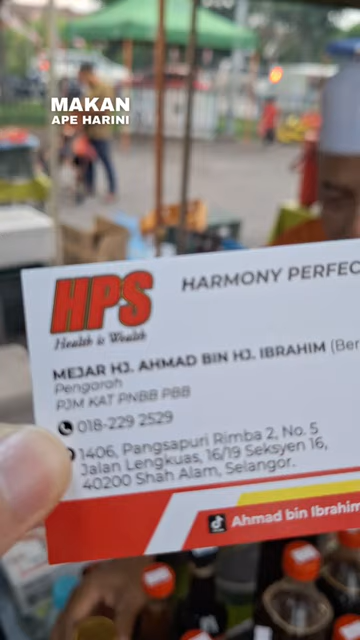 MAKAN
APE HARINI
HPS
Health is Wealth
HARMONY PERFEC
MEJAR HJ. AHMAD BIN HJ. IBRAHIM (Ber
Pengarah
PJM KAT PNBB PBB
018-229 2529
1406, Pangsapuri Rimba 2, No. 5
Jalan Lengkuas, 16/19 Seksyen 16,
40200 Shah Alam, Selangor.
Ahmad bin Ibrahim